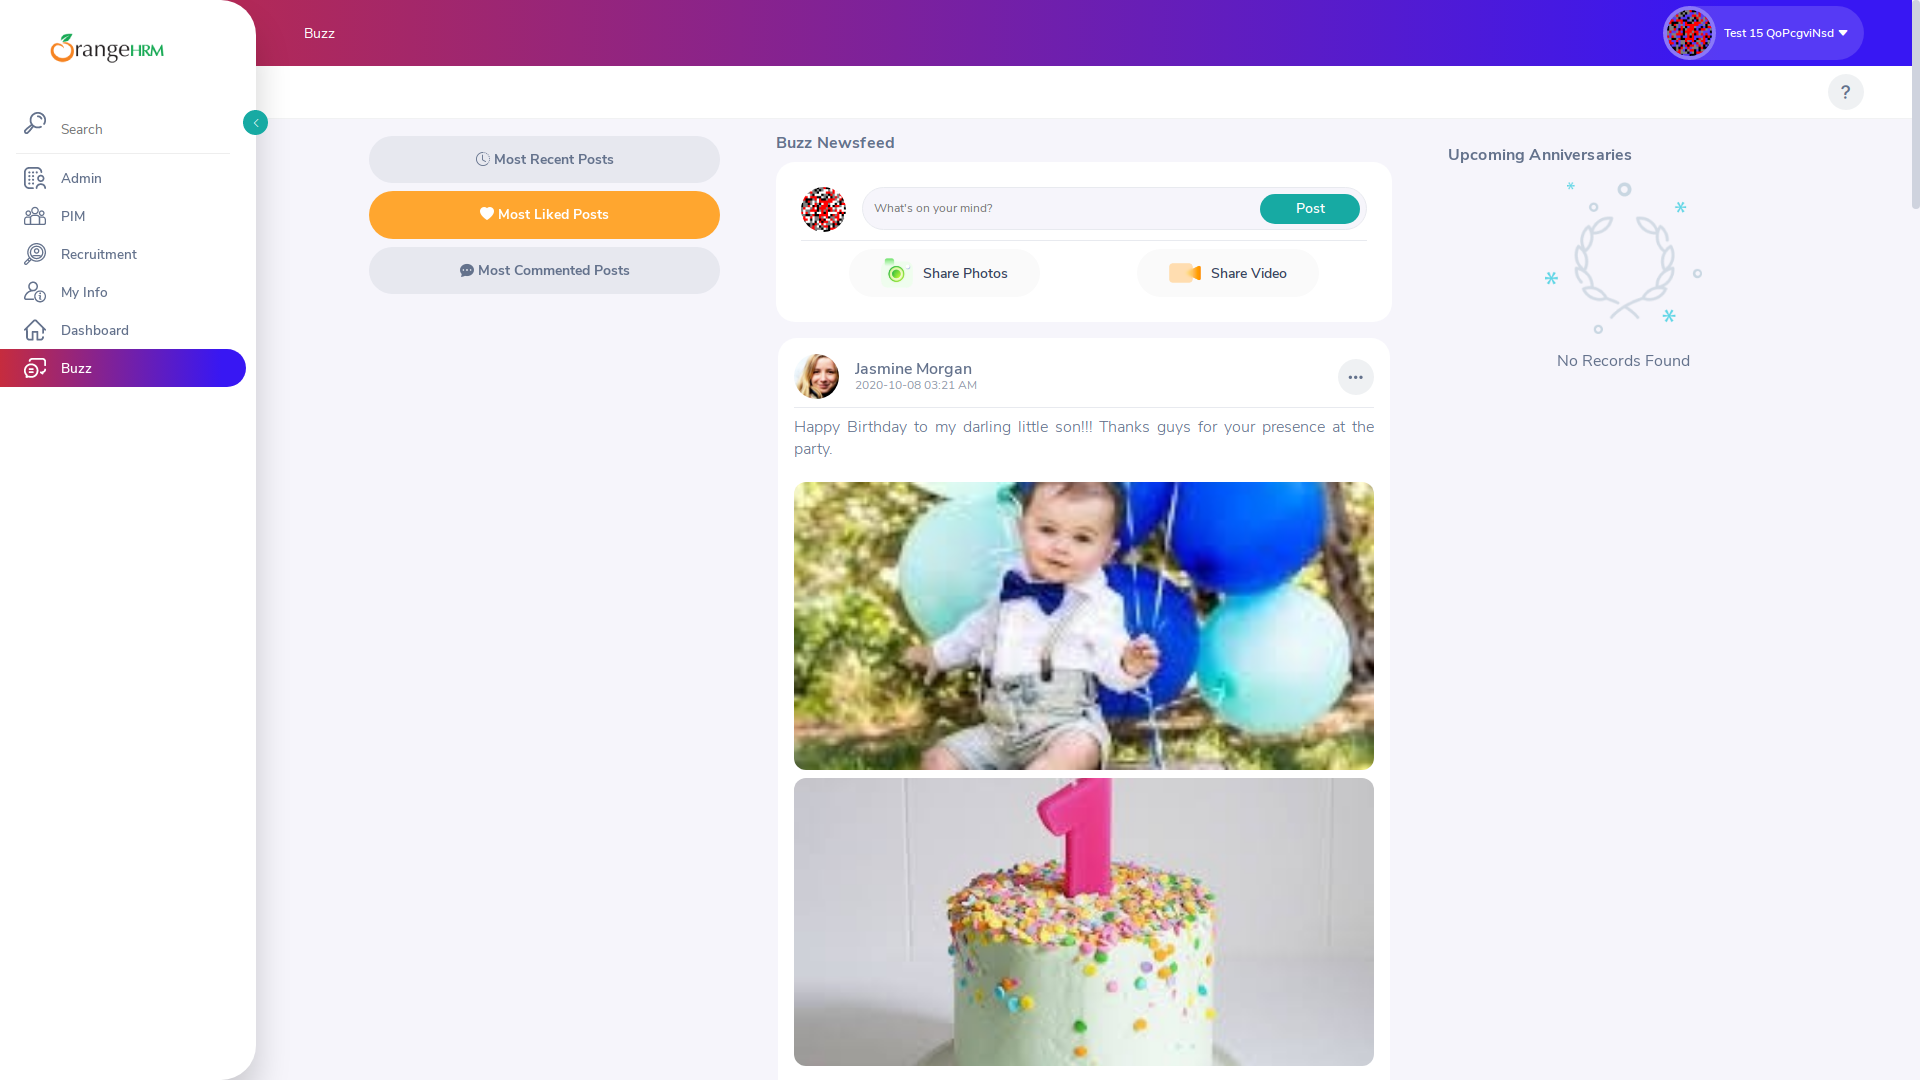 OrangeHRM
Search
Admin
PIM
Recruitment
My Info
Dashboard
Buzz
Buzz
Test 15 QoPcgviNsd
?
Most Recent Posts
Most Liked Posts
Most Commented Posts
Buzz Newsfeed
What's on your mind?
Post
Share Photos
Share Video
Jasmine Morgan
2020-10-08 03:21 AM
Happy Birthday to my darling little son!!! Thanks guys for your presence at the
party.
1
Upcoming Anniversaries
No Records Found